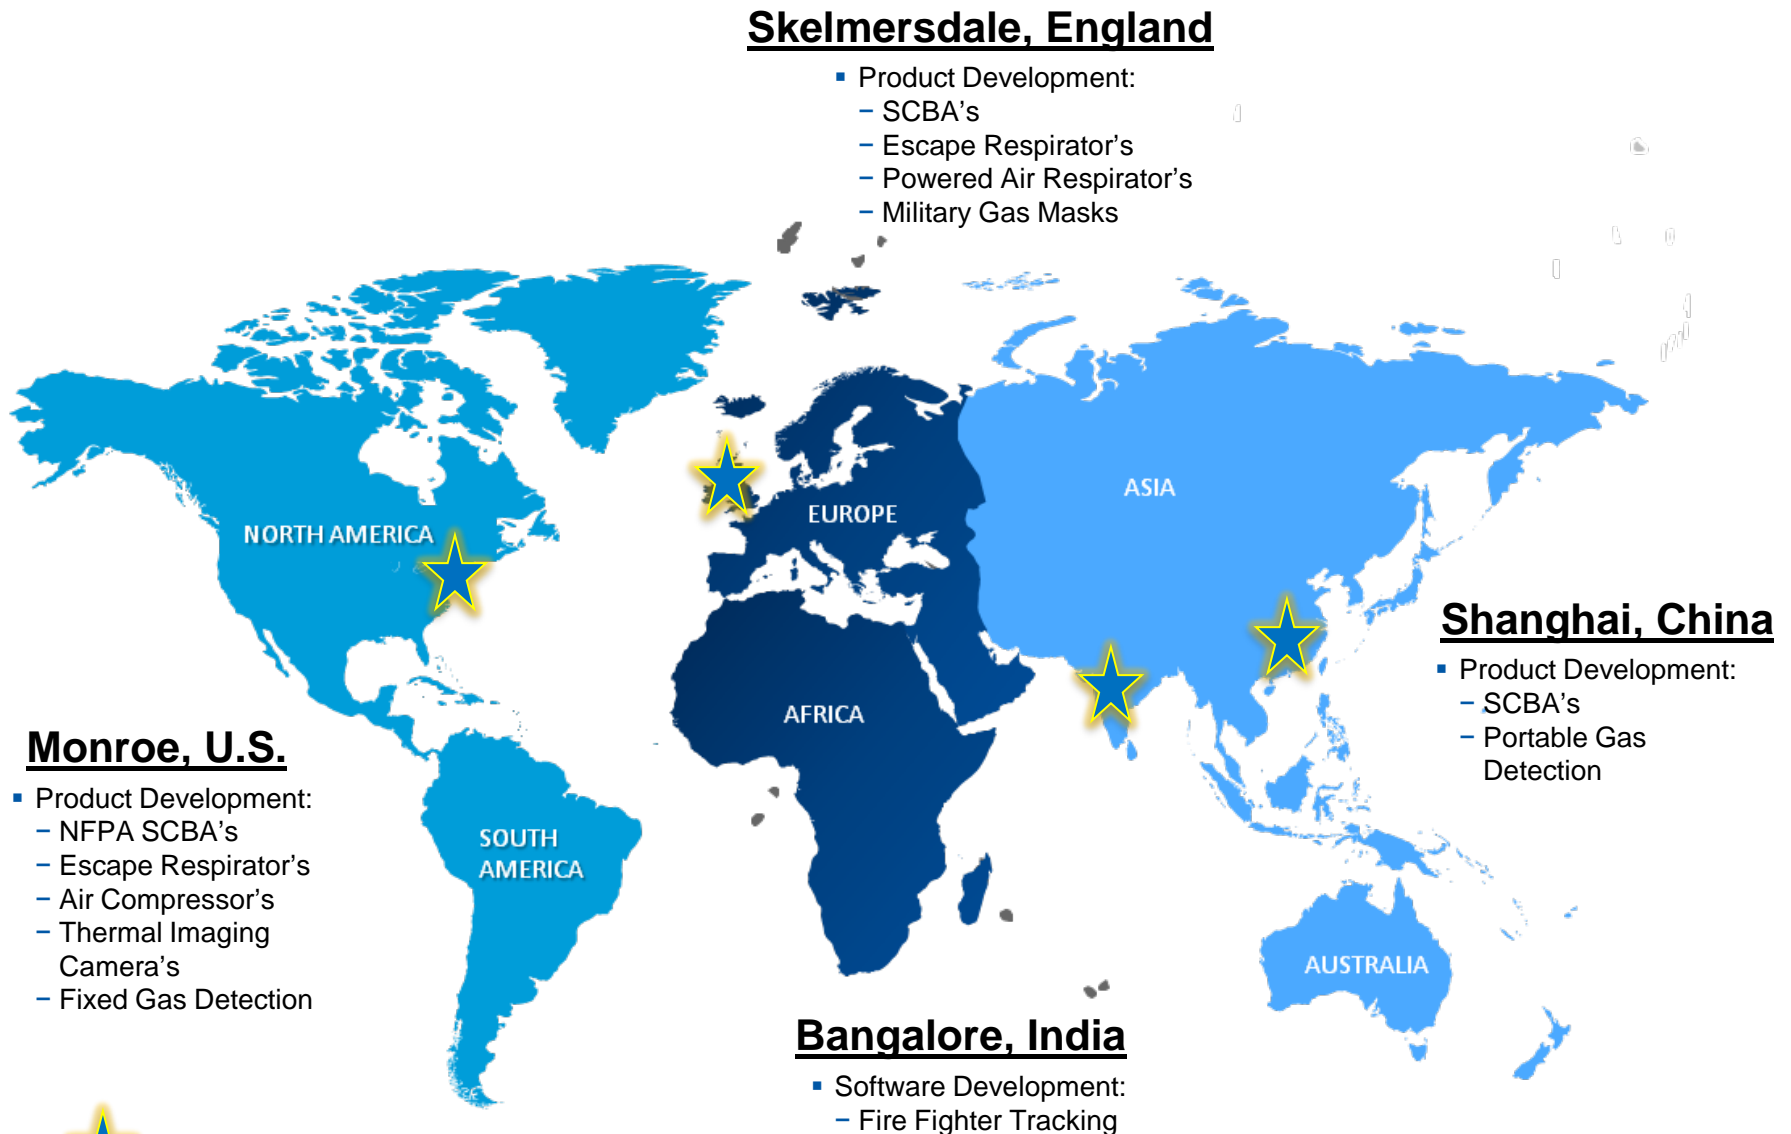 Skelmersdale, England
▪ Product Development:
− SCBA’s
− Escape Respirator’s
− Powered Air Respirator’s
− Military Gas Masks
NORTH AMERICA
EUROPE
ASIA
AFRICA
SOUTH
AMERICA
AUSTRALIA
Shanghai, China
▪ Product Development:
− SCBA’s
− Portable Gas
Detection
Monroe, U.S.
▪ Product Development:
− NFPA SCBA’s
− Escape Respirator’s
− Air Compressor’s
− Thermal Imaging
Camera’s
− Fixed Gas Detection
Bangalore, India
▪ Software Development:
− Fire Fighter Tracking